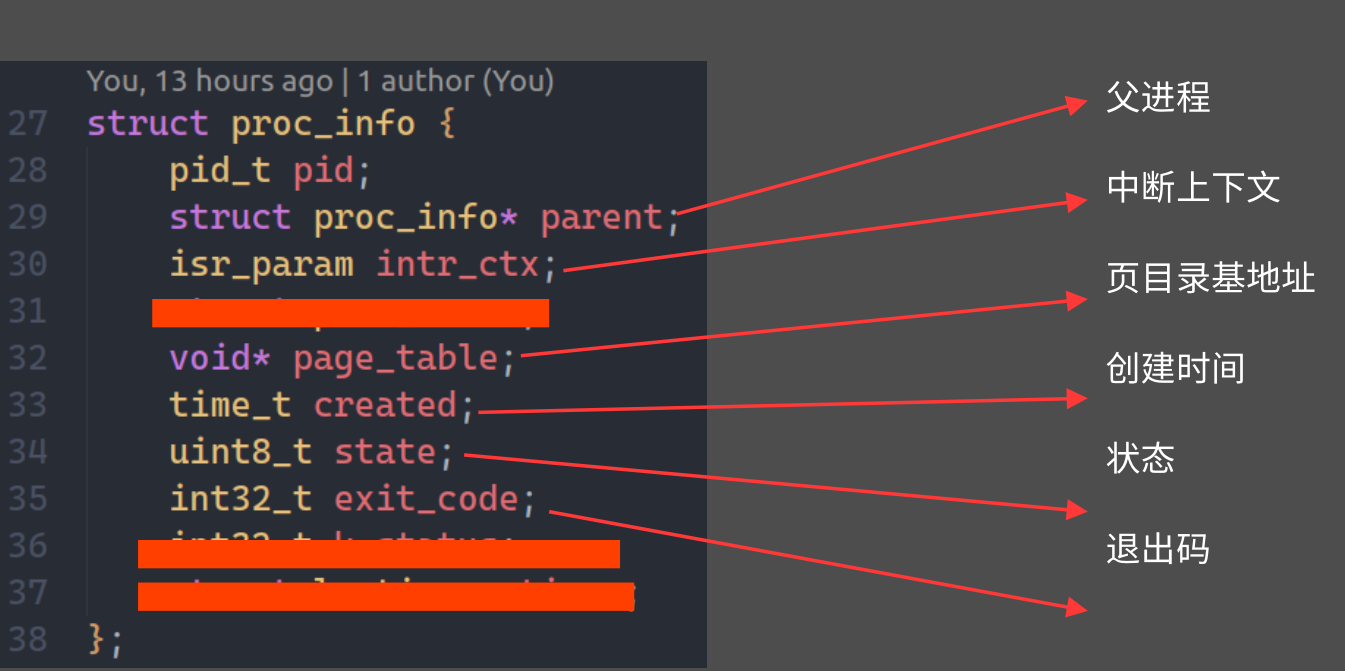 You, 13 hours ago | 1 author (You)
27 struct proc_info {
28 pid_t pid;
29 struct proc_info* parent;
30 isr_param intr_ctx;
31
32 void* page_table;
33 time_t created;
34 uint8_t state;
35 int32_t exit_code;
36
37
38 };
父进程
中断上下文
页目录基地址
创建时间
状态
退出码